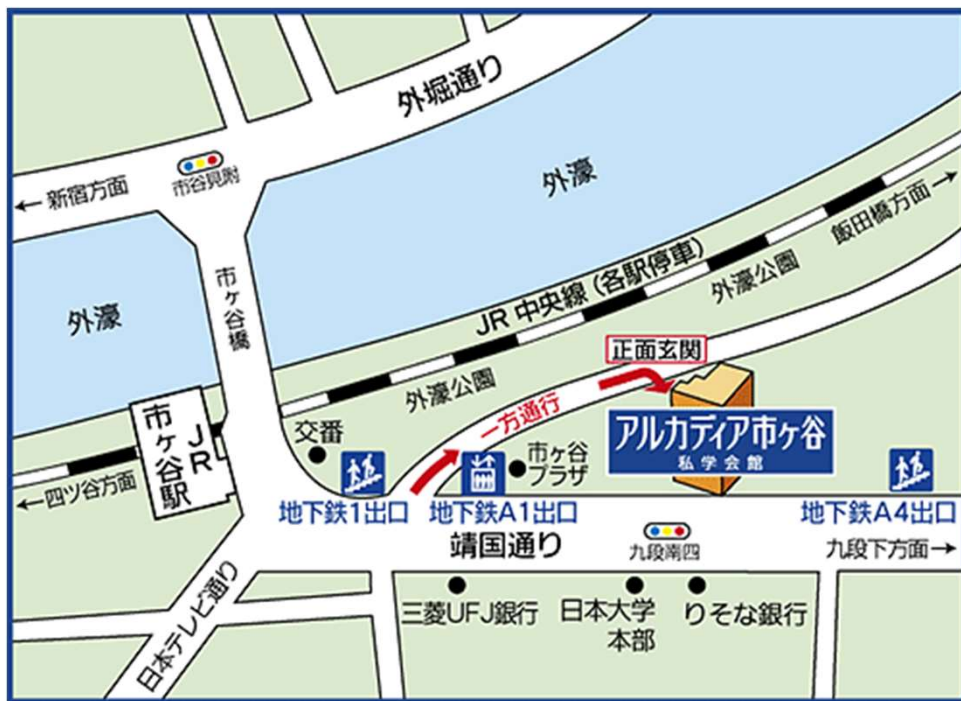 外堀通り
市谷見附
← 新宿方面
外濠
飯田橋方面 →
市ヶ谷橋
JR 中央線 (各駅停車)
外濠公園
外濠
正面玄関
外濠公園
JR
市ヶ谷駅
交番
一方通行
アルカディア市ヶ谷
私学会館
市ヶ谷
プラザ
← 四ツ谷方面
地下鉄1出口
地下鉄A1出口
地下鉄A4出口
靖国通り
九段南四
九段下方面 →
日本テレビ通り
三菱UFJ銀行
日本大学
本部
りそな銀行